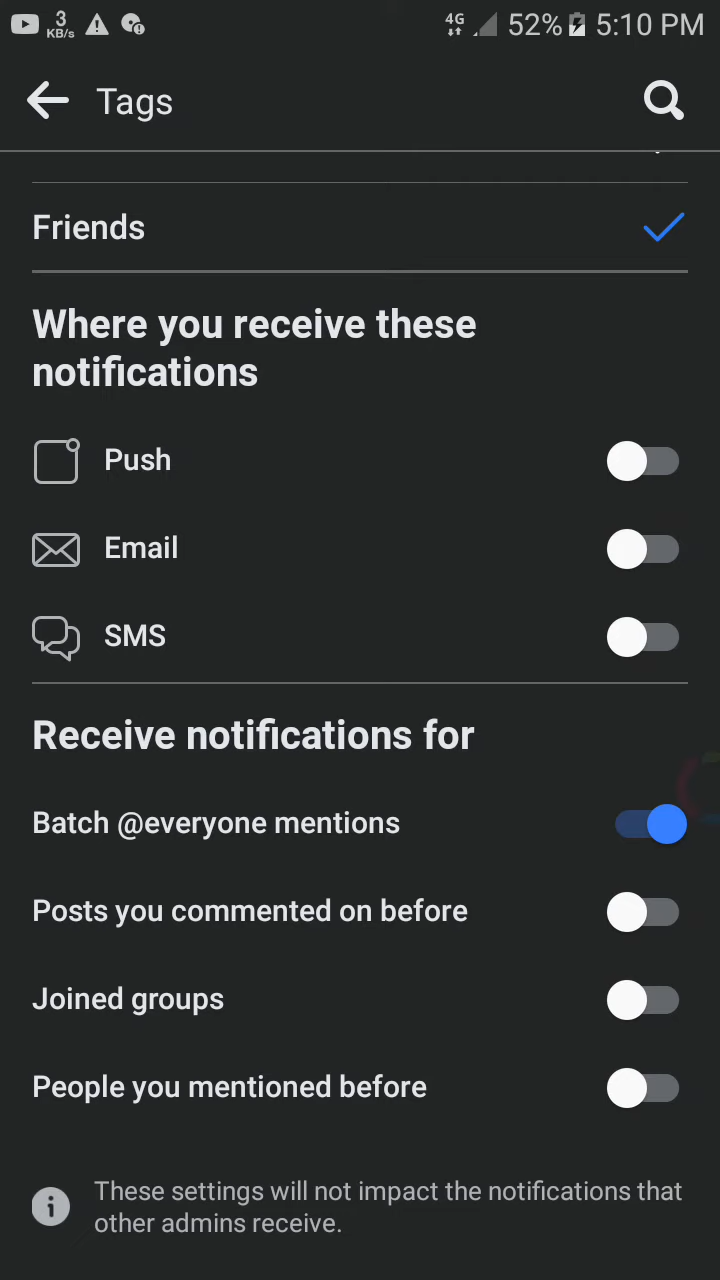 3
KB/s
4G
52%
5:10 PM
Tags
Friends
Where you receive these
notifications
Push
Email
SMS
Receive notifications for
Batch @everyone mentions
Posts you commented on before
Joined groups
People you mentioned before
These settings will not impact the notifications that
other admins receive.